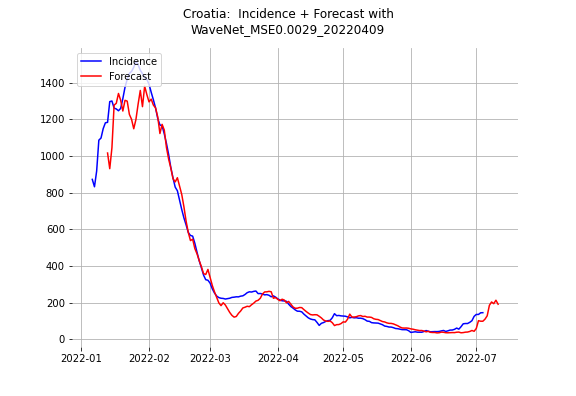 Croatia:  Incidence + Forecast with
WaveNet_MSE0.0029_20220409
Incidence
Forecast
1400
1200
1000
800
600
400
200
0
2022-01 2022-02 2022-03 2022-04 2022-05 2022-06 2022-07